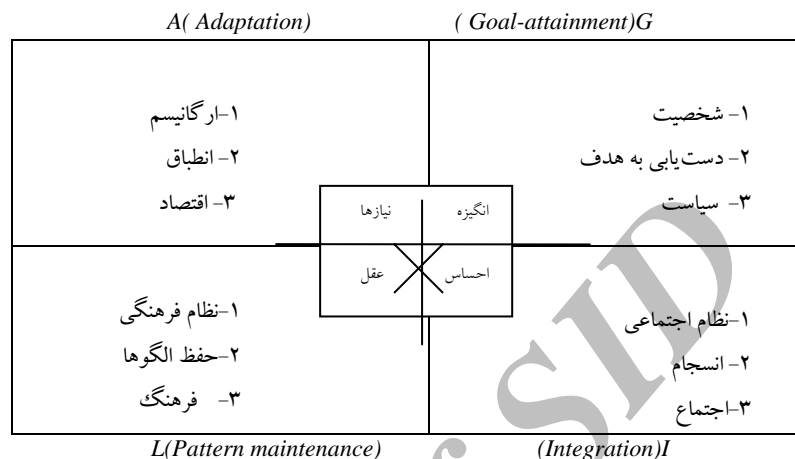 A( Adaptation) ( Goal-attainment)G
۱- شخصیت
۲- دست‌یابی به هدف
۳- سیاست
۱-ارگانیسم
۲- انطباق
۳- اقتصاد
انگیزه نیازها
احساس عقل
۱-نظام اجتماعی
۲- انسجام
۳-اجتماع
۱-نظام فرهنگی
۲-حفظ الگوها
۳- فرهنگ
L(Pattern maintenance) (Integration)I
SID